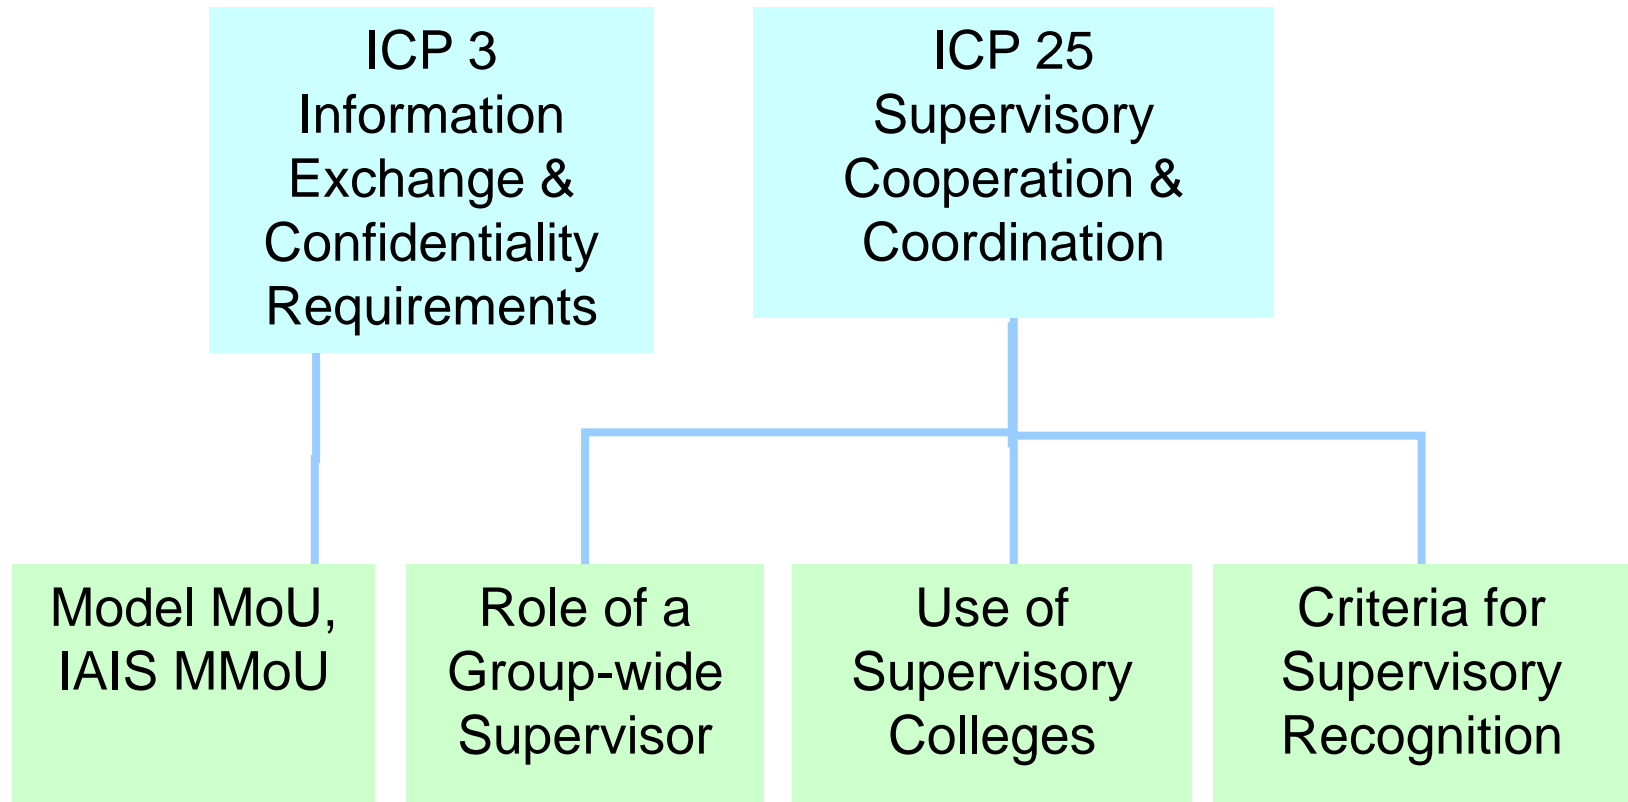 ICP 3
Information
Exchange &
Confidentiality
Requirements
ICP 25
Supervisory
Cooperation &
Coordination
Model MoU,
IAIS MMoU
Role of a
Group-wide
Supervisor
Use of
Supervisory
Colleges
Criteria for
Supervisory
Recognition